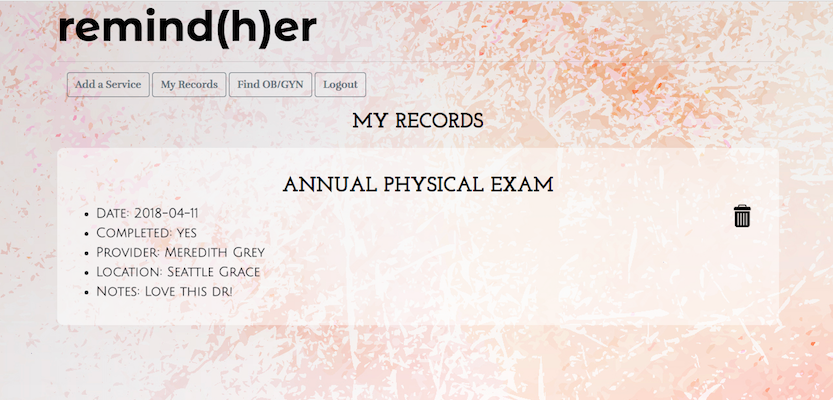 remind(h)er
Add a Service My Records Find OB/GYN Logout
MY RECORDS
ANNUAL PHYSICAL EXAM
Date: 2018-04-11
Completed: yes
Provider: Meredith Grey
Location: Seattle Grace
Notes: Love this dr!